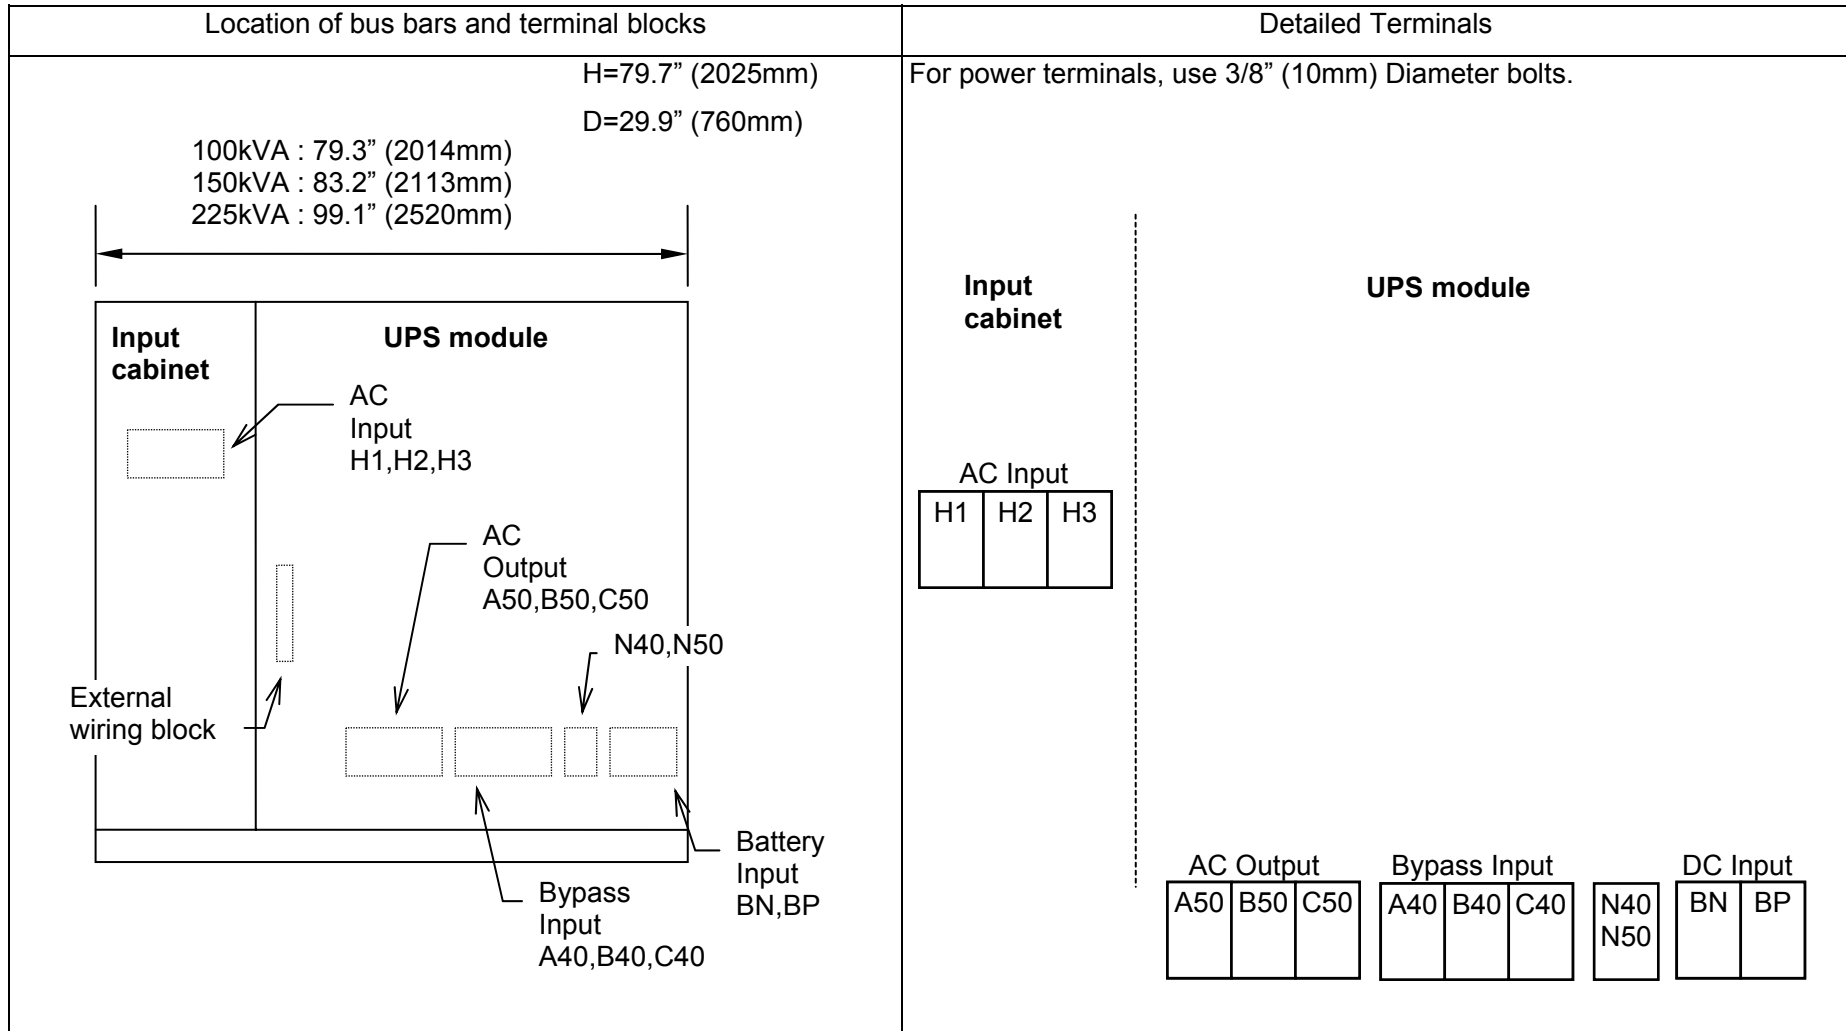 Location of bus bars and terminal blocks
Detailed Terminals
H=79.7” (2025mm)
D=29.9” (760mm)
100kVA : 79.3” (2014mm)
150kVA : 83.2” (2113mm)
225kVA : 99.1” (2520mm)
Input
cabinet
UPS module
AC
Input
H1,H2,H3
AC
Output
A50,B50,C50
N40,N50
External
wiring block
Battery
Input
BN,BP
Bypass
Input
A40,B40,C40
For power terminals, use 3/8” (10mm) Diameter bolts.
Input
cabinet
UPS module
AC Input
H1 H2 H3
AC Output
A50 B50 C50
Bypass Input
A40 B40 C40
N40
N50
DC Input
BN BP